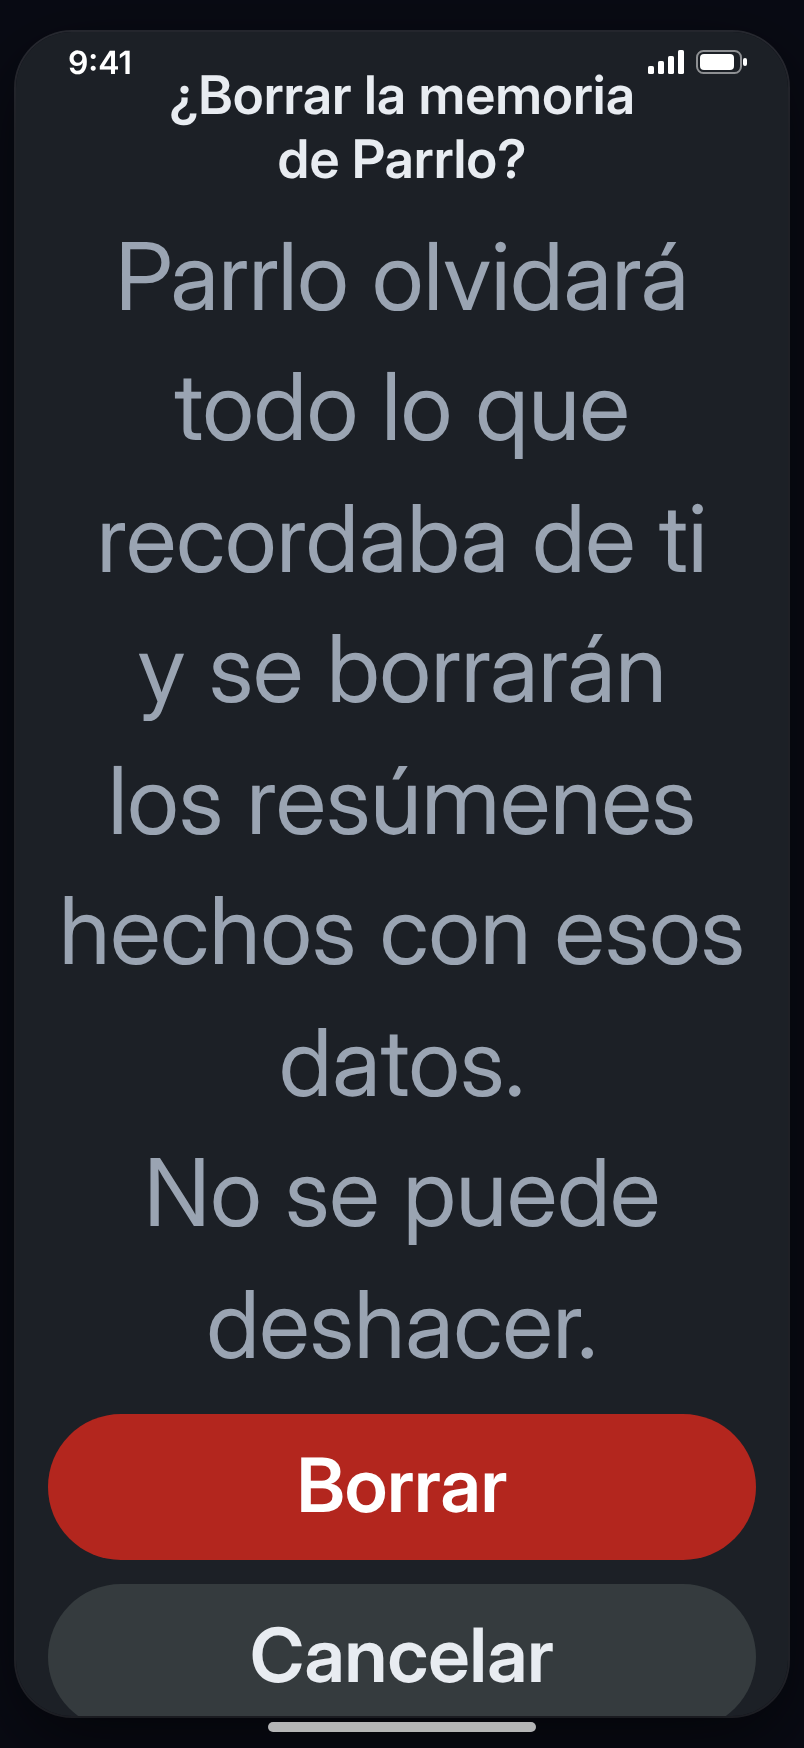 9:41
¿Borrar la memoria
de Parrlo?
Parrlo olvidará
todo lo que
recordaba de ti
y se borrarán
los resúmenes
hechos con esos
datos.
No se puede
deshacer.
Borrar
Cancelar